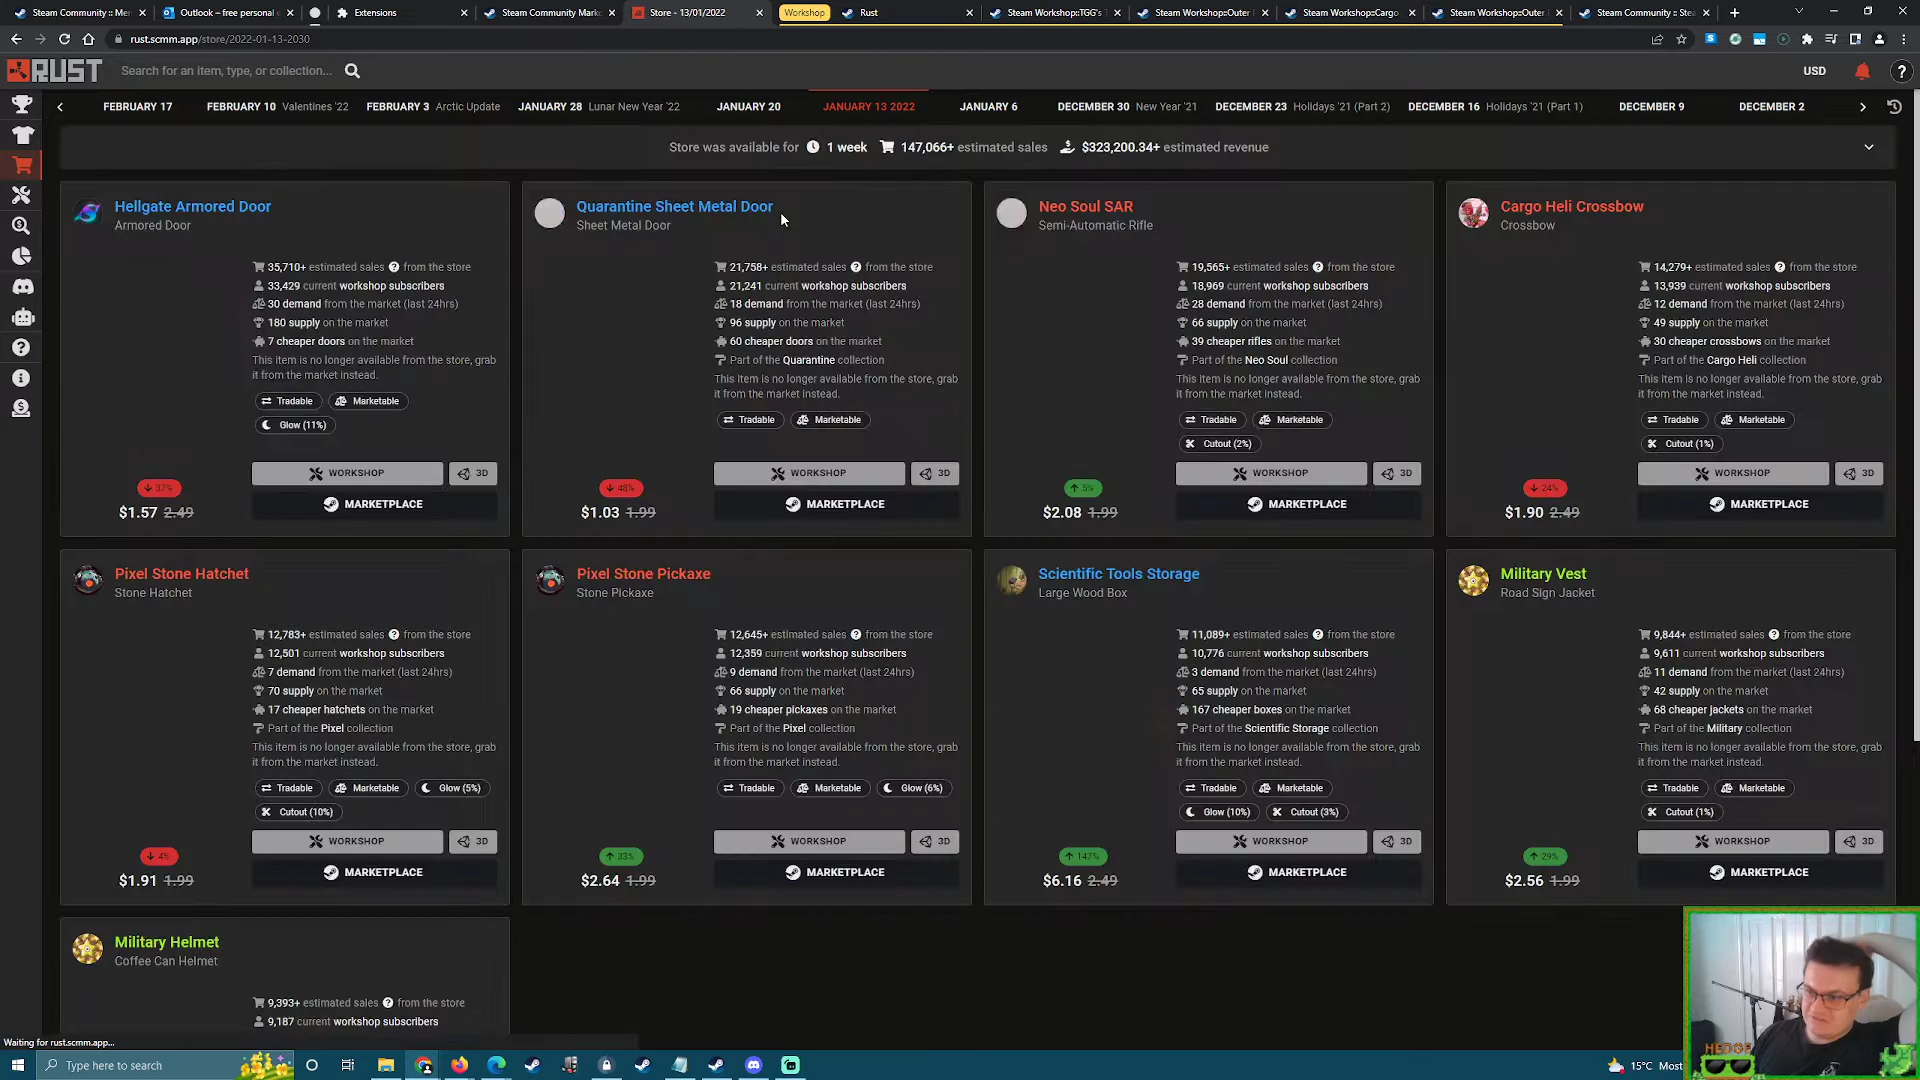 Steam Community :: Me
Outlook – free personal e
Extensions
Steam Community Mark
Store - 13/01/2022
Workshop
Rust
Steam Workshop::TGG's T
Steam Workshop::Outer
Steam Workshop::Cargo
Steam Workshop::Outer
Steam Community :: Stea
rust.scmm.app/store/2022-01-13-2030
RUST
Search for an item, type, or collection...
USD
FEBRUARY 17
FEBRUARY 10 Valentines '22
FEBRUARY 3 Arctic Update
JANUARY 28 Lunar New Year '22
JANUARY 20
JANUARY 13 2022
JANUARY 6
DECEMBER 30 New Year '21
DECEMBER 23 Holidays '21 (Part 2)
DECEMBER 16 Holidays '21 (Part 1)
DECEMBER 9
DECEMBER 2
Store was available for 1 week 147,066+ estimated sales $323,200.34+ estimated revenue
Hellgate Armored Door
Armored Door
35,710+ estimated sales ? from the store
33,429 current workshop subscribers
30 demand from the market (last 24hrs)
180 supply on the market
7 cheaper doors on the market
This item is no longer available from the store, grab
it from the market instead.
Tradable Marketable
Glow (11%)
WORKSHOP 3D
37%
$1.57 2.49
MARKETPLACE
Quarantine Sheet Metal Door
Sheet Metal Door
21,758+ estimated sales ? from the store
21,241 current workshop subscribers
18 demand from the market (last 24hrs)
96 supply on the market
60 cheaper doors on the market
Part of the Quarantine collection
This item is no longer available from the store, grab
it from the market instead.
Tradable Marketable
WORKSHOP 3D
48%
$1.03 1.99
MARKETPLACE
Neo Soul SAR
Semi-Automatic Rifle
19,565+ estimated sales ? from the store
18,969 current workshop subscribers
28 demand from the market (last 24hrs)
66 supply on the market
39 cheaper rifles on the market
Part of the Neo Soul collection
This item is no longer available from the store, grab
it from the market instead.
Tradable Marketable
Cutout (2%)
WORKSHOP 3D
5%
$2.08 1.99
MARKETPLACE
Cargo Heli Crossbow
Crossbow
14,279+ estimated sales ? from the store
13,939 current workshop subscribers
12 demand from the market (last 24hrs)
49 supply on the market
30 cheaper crossbows on the market
Part of the Cargo Heli collection
This item is no longer available from the store, grab
it from the market instead.
Tradable Marketable
Cutout (1%)
WORKSHOP 3D
24%
$1.90 2.49
MARKETPLACE
Pixel Stone Hatchet
Stone Hatchet
12,783+ estimated sales ? from the store
12,501 current workshop subscribers
7 demand from the market (last 24hrs)
70 supply on the market
17 cheaper hatchets on the market
Part of the Pixel collection
This item is no longer available from the store, grab
it from the market instead.
Tradable Marketable Glow (5%)
Cutout (10%)
WORKSHOP 3D
4%
$1.91 1.99
MARKETPLACE
Pixel Stone Pickaxe
Stone Pickaxe
12,645+ estimated sales ? from the store
12,359 current workshop subscribers
9 demand from the market (last 24hrs)
66 supply on the market
19 cheaper pickaxes on the market
Part of the Pixel collection
This item is no longer available from the store, grab
it from the market instead.
Tradable Marketable Glow (6%)
WORKSHOP 3D
33%
$2.64 1.99
MARKETPLACE
Scientific Tools Storage
Large Wood Box
11,089+ estimated sales ? from the store
10,776 current workshop subscribers
3 demand from the market (last 24hrs)
65 supply on the market
167 cheaper boxes on the market
Part of the Scientific Storage collection
This item is no longer available from the store, grab
it from the market instead.
Tradable Marketable
Glow (10%) Cutout (3%)
WORKSHOP 3D
147%
$6.16 2.49
MARKETPLACE
Military Vest
Road Sign Jacket
9,844+ estimated sales ? from the store
9,611 current workshop subscribers
11 demand from the market (last 24hrs)
42 supply on the market
68 cheaper jackets on the market
Part of the Military collection
This item is no longer available from the store, grab
it from the market instead.
Tradable Marketable
Cutout (1%)
WORKSHOP 3D
29%
$2.56 1.99
MARKETPLACE
Military Helmet
Coffee Can Helmet
9,393+ estimated sales ? from the store
9,187 current workshop subscribers
Waiting for rust.scmm.app...
Type here to search
15°C Most